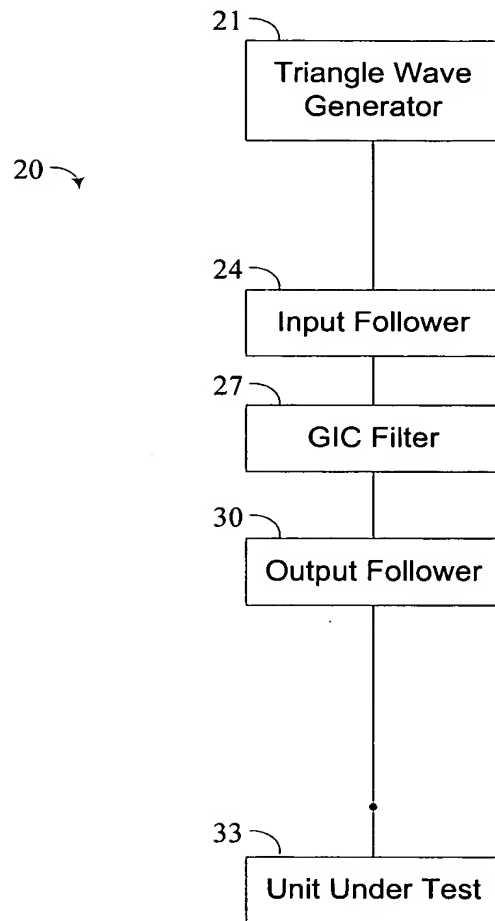 21
Triangle Wave
Generator
20
24
Input Follower
27
GIC Filter
30
Output Follower
33
Unit Under Test